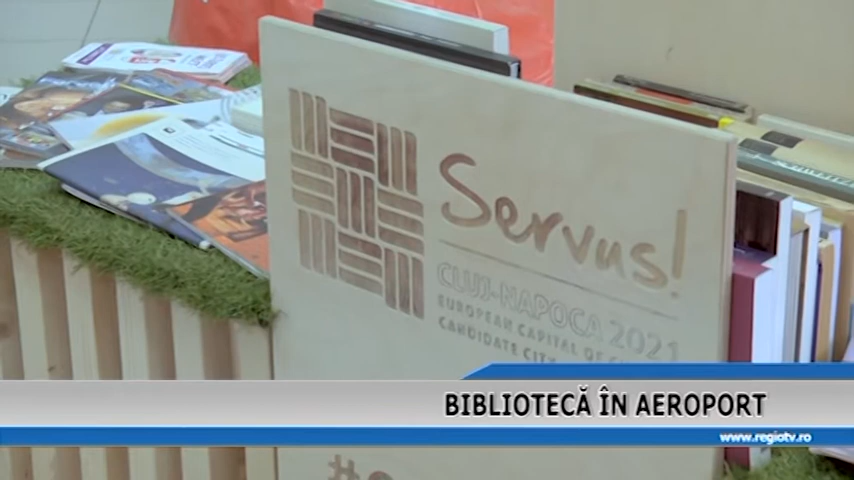 Servus!
CLUJ-NAPOCA 2021
EUROPEAN CAPITAL OF
CANDIDATE CITY
BIBLIOTECĂ ÎN AEROPORT
www.regiotv.ro